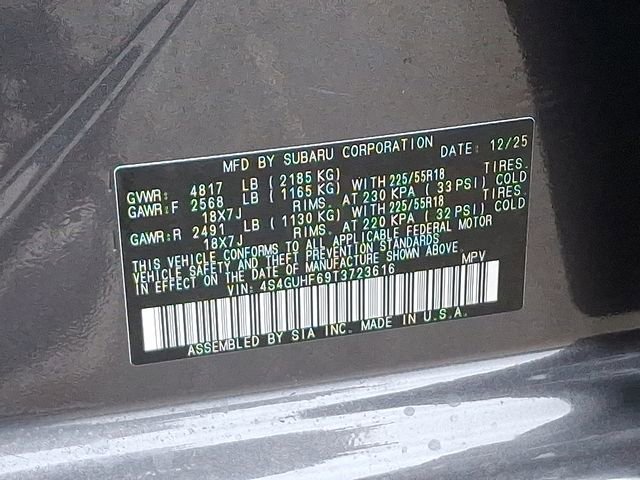 MFD BY SUBARU CORPORATION DATE: 12/25
GVWR: 4817 LB (2185 KG) TIRES.
GAWR:F 2568 LB (1165 KG) WITH 225/55R18
18X7J RIMS. AT 230 KPA ( 33 PSI) COLD
GAWR:R 2491 LB (1130 KG) WITH 225/55R18 TIRES.
18X7J RIMS. AT 220 KPA ( 32 PSI) COLD
THIS VEHICLE CONFORMS TO ALL APPLICABLE FEDERAL MOTOR
VEHICLE SAFETY AND THEFT PREVENTION STANDARDS
IN EFFECT ON THE DATE OF MANUFACTURE SHOWN ABOVE.
VIN: 4S4GUHF69T3723616 MPV
ASSEMBLED BY SIA INC. MADE IN U.S.A.